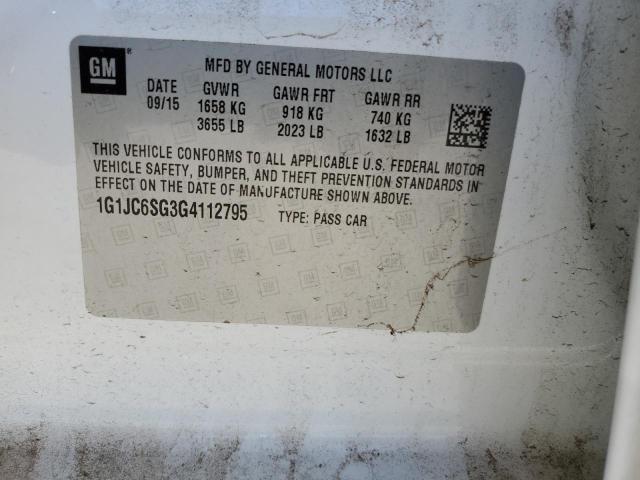 GM
MFD BY GENERAL MOTORS LLC
DATE GVWR GAWR FRT GAWR RR
09/15 1658 KG 918 KG 740 KG
3655 LB 2023 LB 1632 LB
THIS VEHICLE CONFORMS TO ALL APPLICABLE U.S. FEDERAL MOTOR
VEHICLE SAFETY, BUMPER, AND THEFT PREVENTION STANDARDS IN
EFFECT ON THE DATE OF MANUFACTURE SHOWN ABOVE.
1G1JC6SG3G4112795 TYPE: PASS CAR